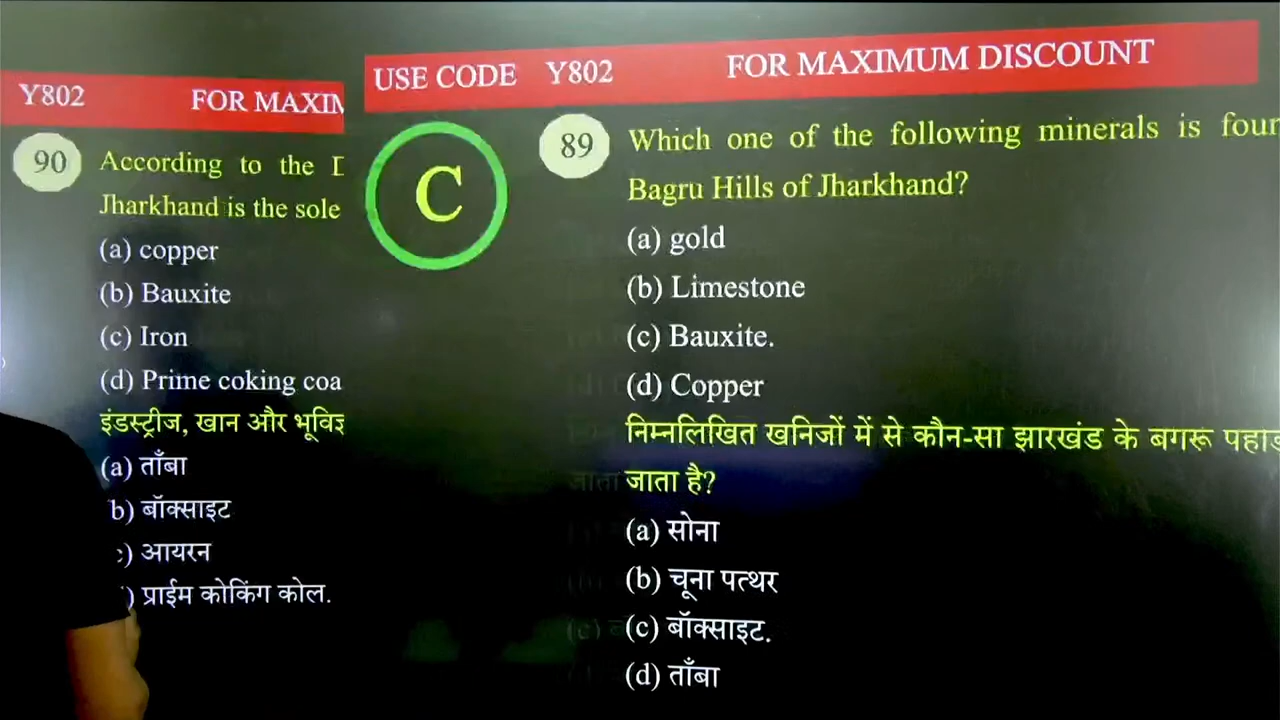 Y802 FOR MAXIM
90 According to the D
Jharkhand is the sole
(a) copper
(b) Bauxite
(c) Iron
(d) Prime coking coa
इंडस्ट्रीज, खान और भूविज्ञ
(a) ताँबा
b) बॉक्साइट
:) आयरन
) प्राईम कोकिंग कोल.
USE CODE Y802 FOR MAXIMUM DISCOUNT
C
89 Which one of the following minerals is foun
Bagru Hills of Jharkhand?
(a) gold
(b) Limestone
(c) Bauxite.
(d) Copper
निम्नलिखित खनिजों में से कौन-सा झारखंड के बगरू पहाड
जाता है?
(a) सोना
(b) चूना पत्थर
(c) बॉक्साइट.
(d) ताँबा